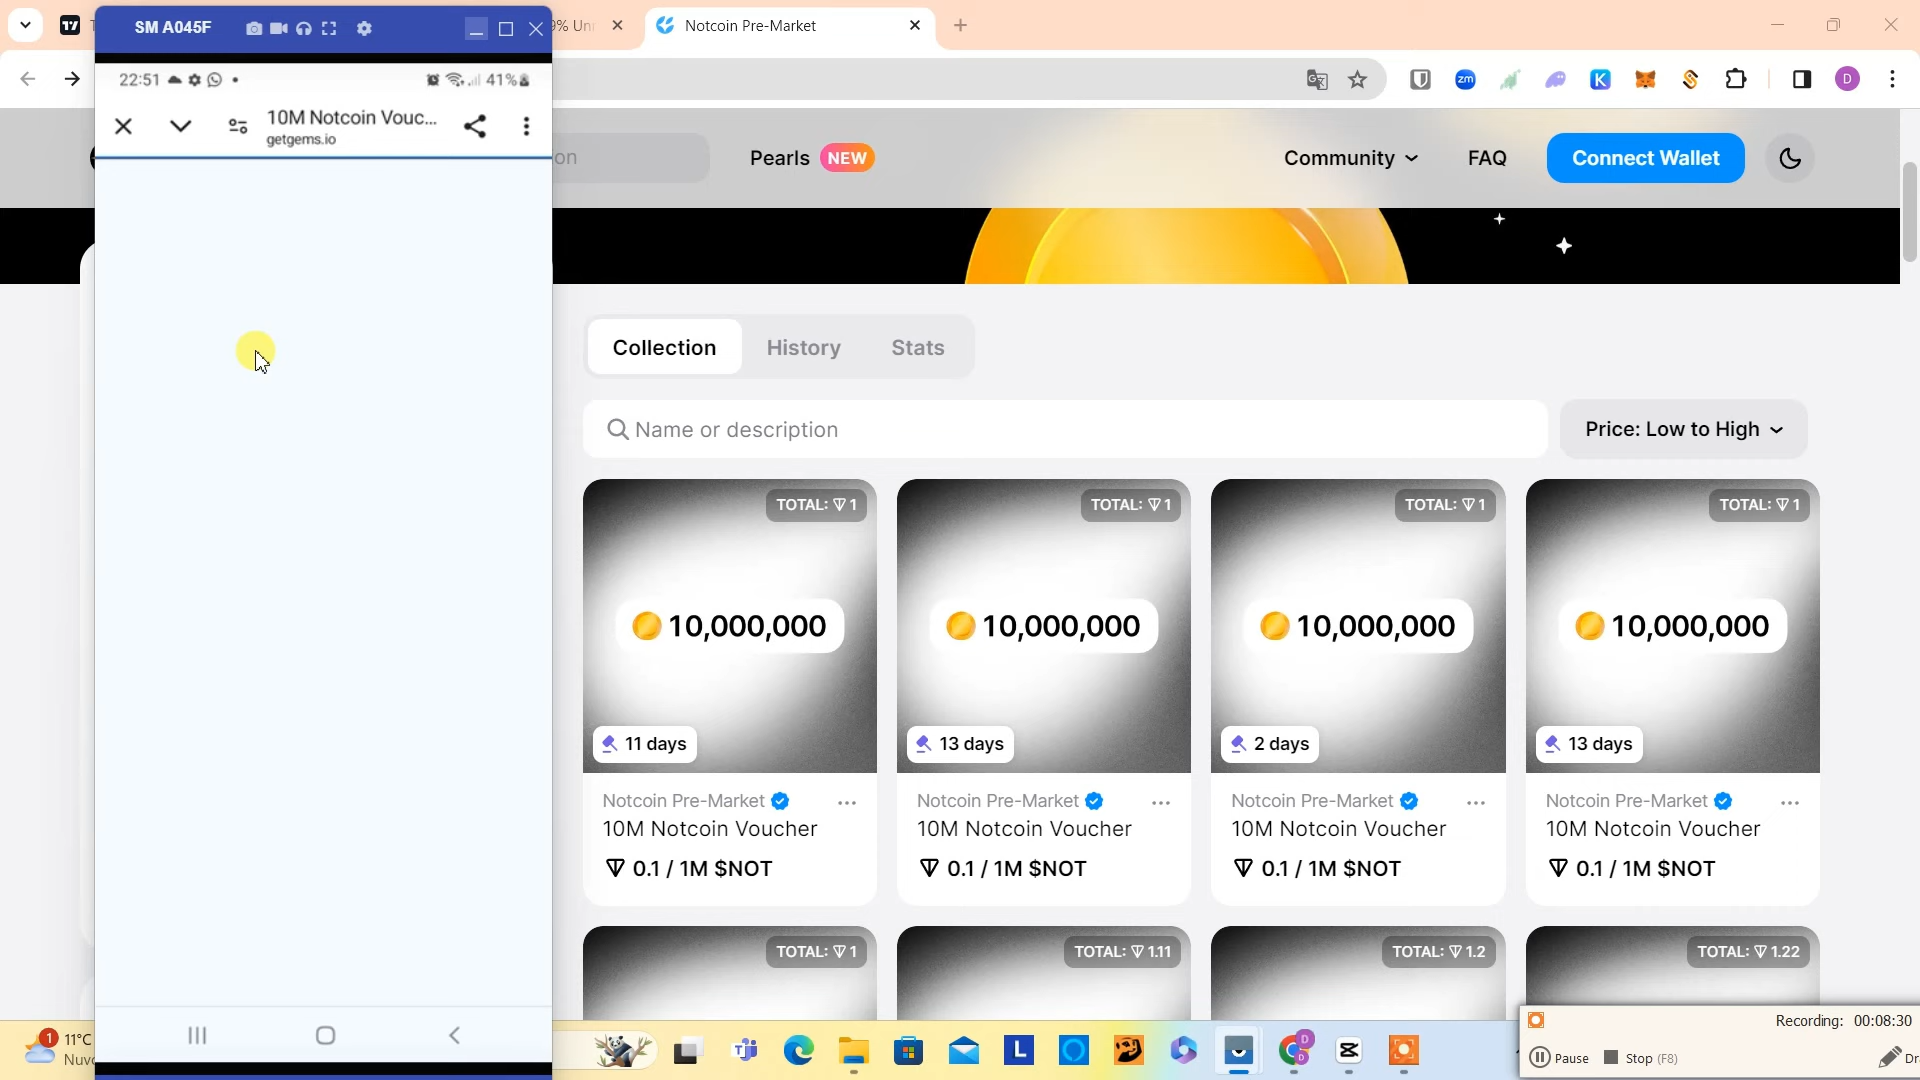 SM A045F
9% Un
Notcoin Pre-Market
22:51
41%
10M Notcoin Vouc...
getgems.io
on
Pearls NEW
Community
FAQ
Connect Wallet
zm
K
D
Collection
History
Stats
Name or description
Price: Low to High
TOTAL: 1
TOTAL: 1
TOTAL: 1
TOTAL: 1
10,000,000
10,000,000
10,000,000
10,000,000
11 days
13 days
2 days
13 days
Notcoin Pre-Market
Notcoin Pre-Market
Notcoin Pre-Market
Notcoin Pre-Market
10M Notcoin Voucher
10M Notcoin Voucher
10M Notcoin Voucher
10M Notcoin Voucher
0.1 / 1M $NOT
0.1 / 1M $NOT
0.1 / 1M $NOT
0.1 / 1M $NOT
TOTAL: 1
TOTAL: 1.11
TOTAL: 1.2
TOTAL: 1.22
1
11°C
Nuvo
L
Recording: 00:08:30
Pause
Stop (F8)
Dr